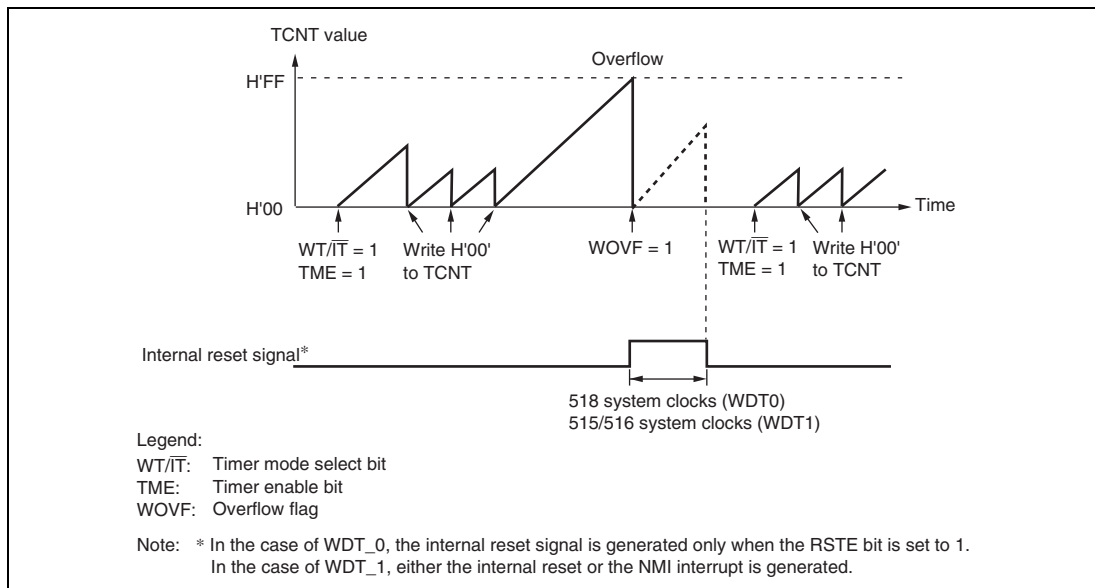 TCNT value
Overflow
H'FF
H'00
Time
WT/IT = 1
TME = 1
Write H'00'
to TCNT
WOVF = 1
WT/IT = 1
TME = 1
Write H'00'
to TCNT
Internal reset signal*
518 system clocks (WDT0)
515/516 system clocks (WDT1)
Legend:
WT/IT: Timer mode select bit
TME: Timer enable bit
WOVF: Overflow flag
Note: * In the case of WDT_0, the internal reset signal is generated only when the RSTE bit is set to 1.
In the case of WDT_1, either the internal reset or the NMI interrupt is generated.